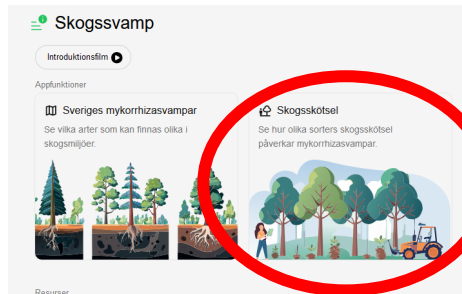 Skogssvamp
Introduktionsfilm
Appfunktioner
Sveriges mykorrhizasvampar
Se vilka arter som kan finnas olika i
skogsmiljöer.
Skogsskötsel
Se hur olika sorters skogsskötsel
påverkar mykorrhizasvampar.
Resurser